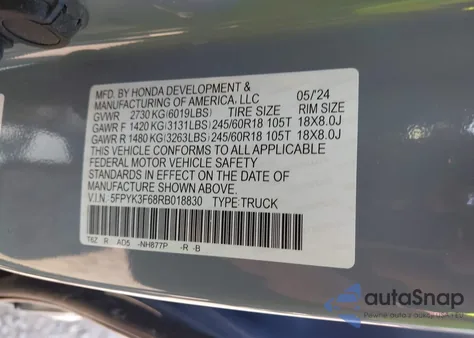 MFD. BY HONDA DEVELOPMENT &
MANUFACTURING OF AMERICA, LLC 05/24
GVWR 2730 KG(6019LBS) TIRE SIZE RIM SIZE
GAWR F 1420 KG(3131LBS) 245/60R18 105T 18X8.0J
GAWR R 1480 KG(3263LBS) 245/60R18 105T 18X8.0J
THIS VEHICLE CONFORMS TO ALL APPLICABLE
FEDERAL MOTOR VEHICLE SAFETY
STANDARDS IN EFFECT ON THE DATE OF
MANUFACTURE SHOWN ABOVE.
V.I.N. 5FPYK3F68RB018830 TYPE:TRUCK
T6Z R AO5 -NH877P -R -B
autoSnap